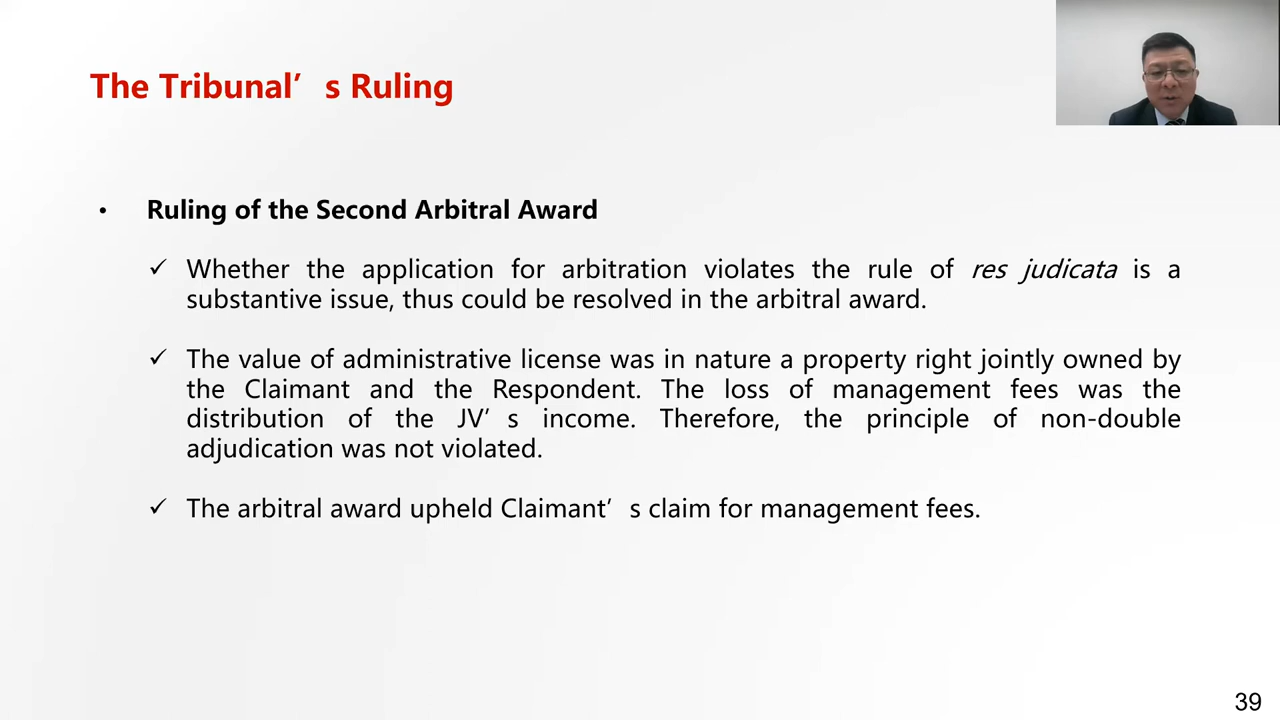 The Tribunal’ s Ruling
• Ruling of the Second Arbitral Award
✓ Whether the application for arbitration violates the rule of res judicata is a
substantive issue, thus could be resolved in the arbitral award.
✓ The value of administrative license was in nature a property right jointly owned by
the Claimant and the Respondent. The loss of management fees was the
distribution of the JV’ s income. Therefore, the principle of non-double
adjudication was not violated.
✓ The arbitral award upheld Claimant’ s claim for management fees.
39